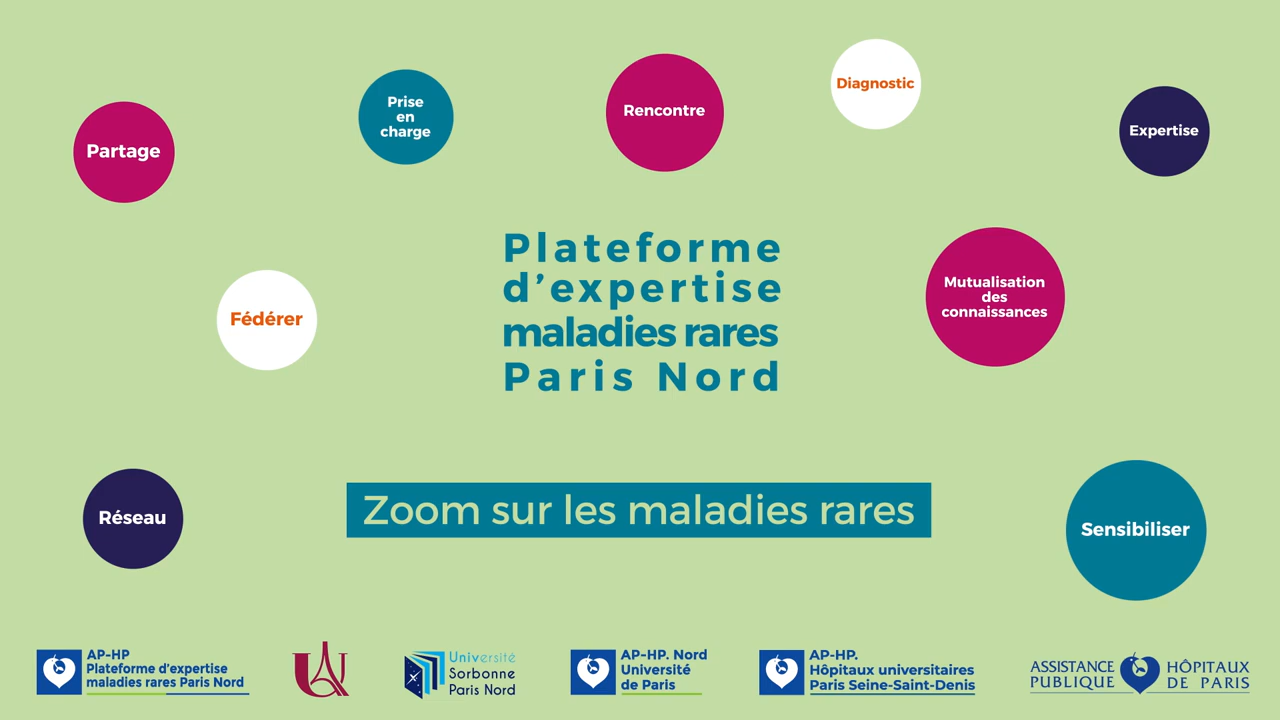 Partage
Prise
en
charge
Rencontre
Diagnostic
Expertise
Plateforme
d'expertise
maladies rares
Paris Nord
Fédérer
Mutualisation
des
connaissances
Réseau
Zoom sur les maladies rares
Sensibiliser
AP-HP
Plateforme d'expertise
maladies rares Paris Nord
U
Université
Sorbonne
Paris Nord
AP-HP. Nord
Université
de Paris
AP-HP.
Hôpitaux universitaires
Paris Seine-Saint-Denis
ASSISTANCE
PUBLIQUE
HÔPITAUX
DE PARIS